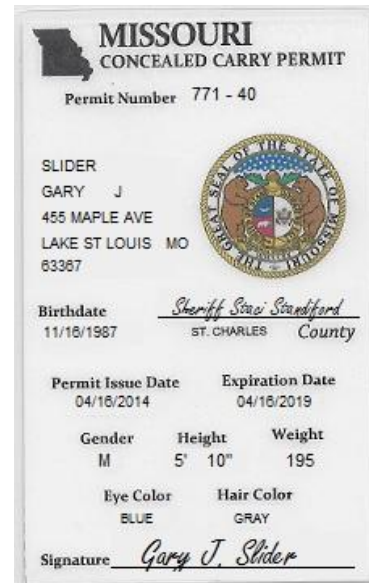 MISSOURI
CONCEALED CARRY PERMIT
Permit Number 771 - 40
SLIDER
GARY J
455 MAPLE AVE
LAKE ST LOUIS MO
63367
THE GREAT SEAL OF THE STATE OF MISSOURI
Birthdate Sheriff Staci Standiford
11/16/1987 ST. CHARLES County
Permit Issue Date Expiration Date
04/16/2014 04/16/2019
Gender Height Weight
M 5' 10" 195
Eye Color Hair Color
BLUE GRAY
Signature Gary J. Slider